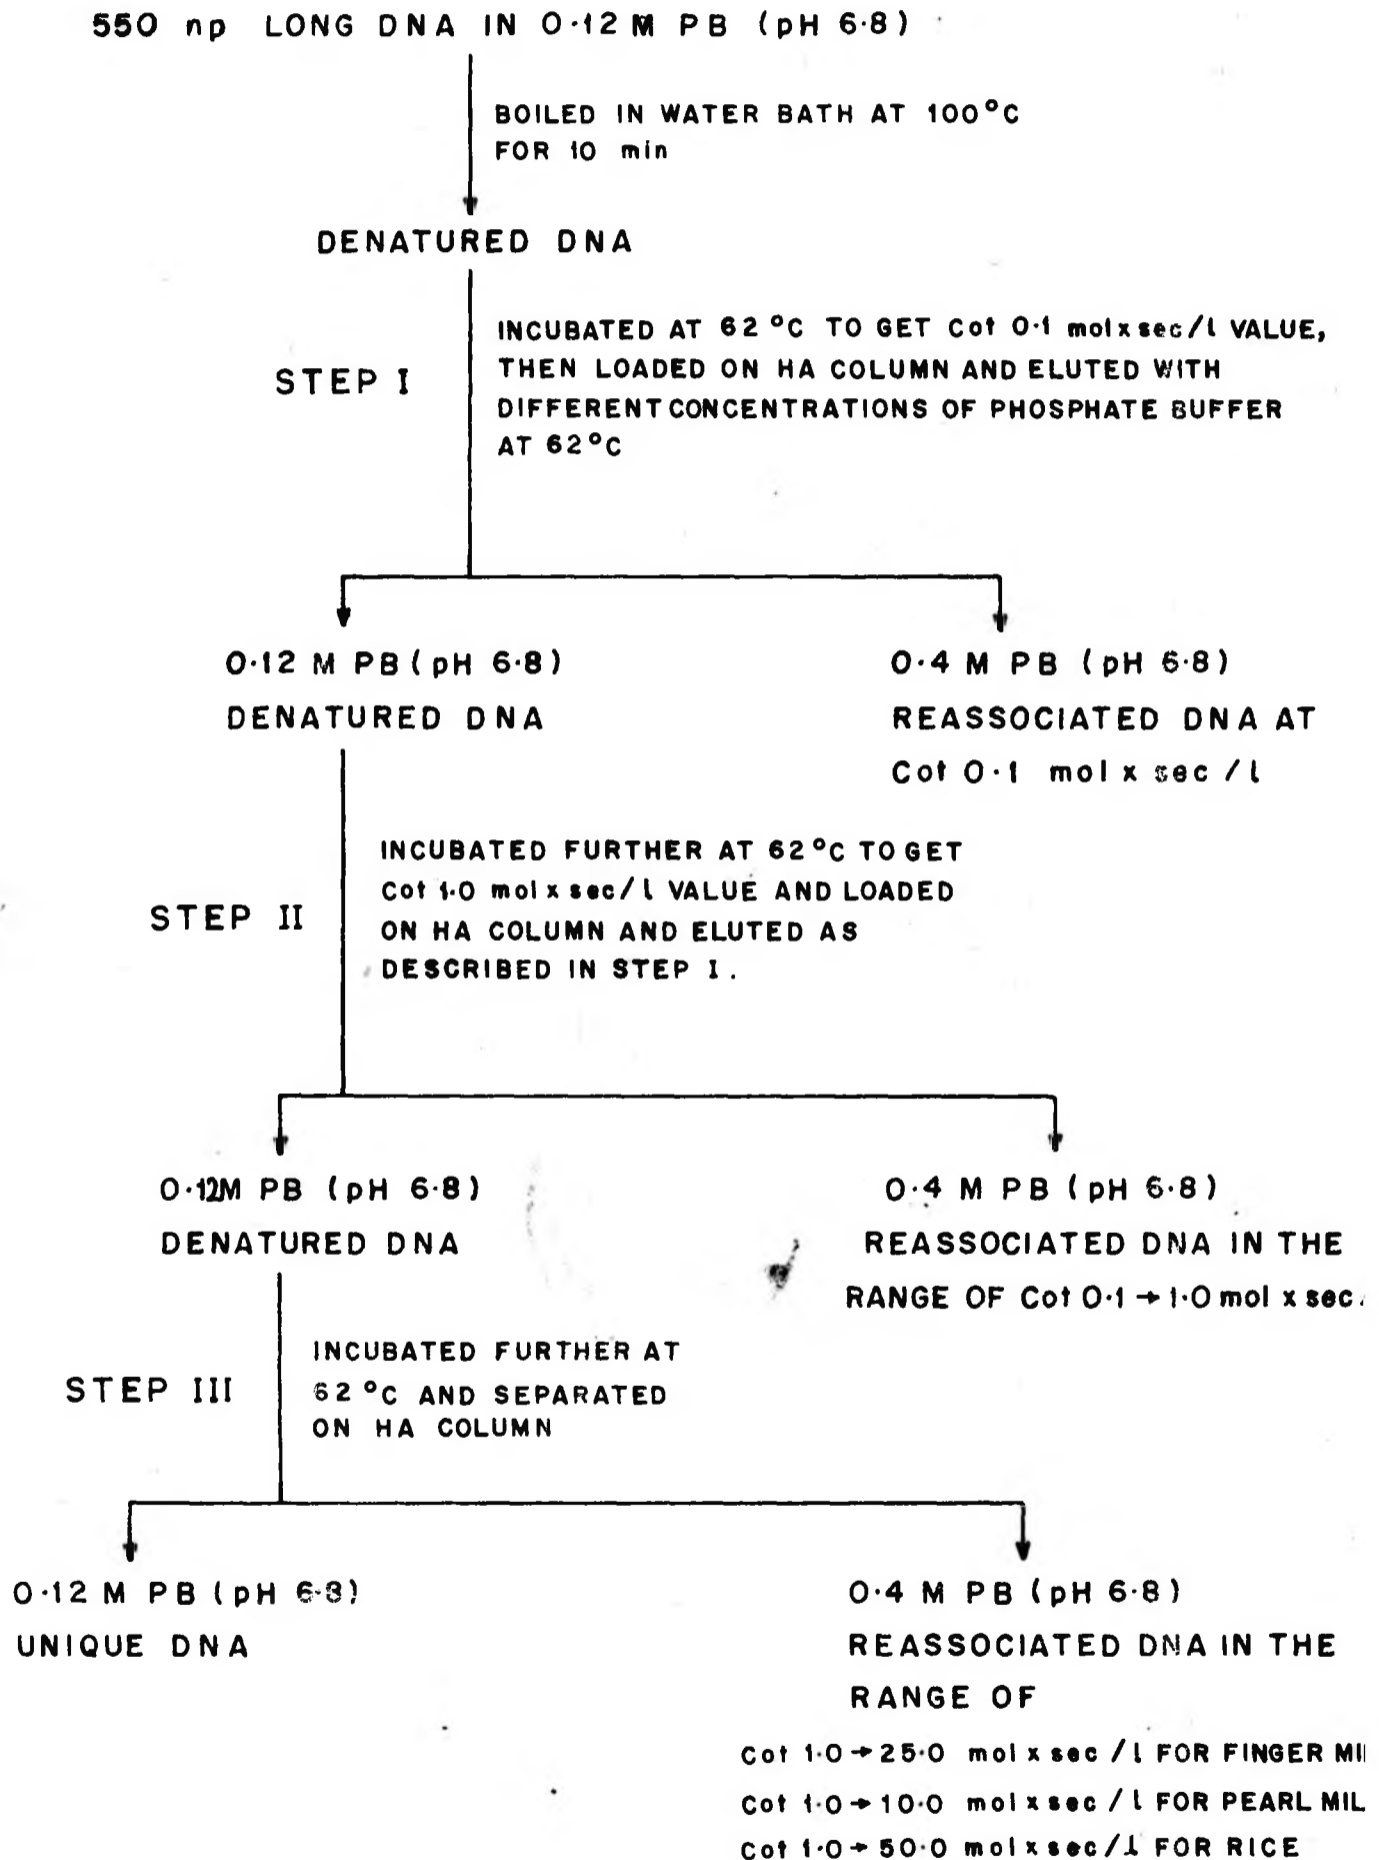 550 np LONG DNA IN 0·12 M PB (pH 6·8)
BOILED IN WATER BATH AT 100°C
FOR 10 min
DENATURED DNA
STEP I
INCUBATED AT 62 °C TO GET Cot 0·1 mol x sec/l VALUE,
THEN LOADED ON HA COLUMN AND ELUTED WITH
DIFFERENT CONCENTRATIONS OF PHOSPHATE BUFFER
AT 62°C
0·12 M PB (pH 6·8)
DENATURED DNA
0·4 M PB (pH 6·8)
REASSOCIATED DNA AT
Cot 0·1 mol x sec /l
STEP II
INCUBATED FURTHER AT 62°C TO GET
Cot 1·0 mol x sec/l VALUE AND LOADED
ON HA COLUMN AND ELUTED AS
DESCRIBED IN STEP I.
0·12M PB (pH 6·8)
DENATURED DNA
0·4 M PB (pH 6·8)
REASSOCIATED DNA IN THE
RANGE OF Cot 0·1 → 1·0 mol x sec.
STEP III
INCUBATED FURTHER AT
62 °C AND SEPARATED
ON HA COLUMN
0·12 M PB (pH 6·8)
UNIQUE DNA
0·4 M PB (pH 6·8)
REASSOCIATED DNA IN THE
RANGE OF
Cot 1·0 → 25·0 mol x sec /l FOR FINGER MIL
Cot 1·0 → 10·0 mol x sec /l FOR PEARL MIL
Cot 1·0 → 50·0 mol x sec/l FOR RICE